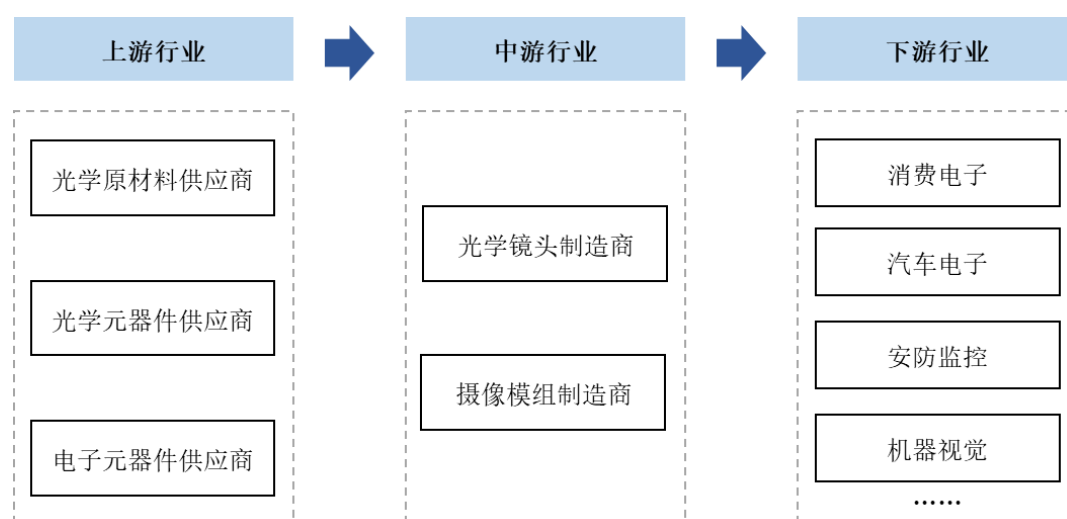 上游行业
中游行业
下游行业
光学原材料供应商
光学元器件供应商
电子元器件供应商
光学镜头制造商
摄像模组制造商
消费电子
汽车电子
安防监控
机器视觉
……